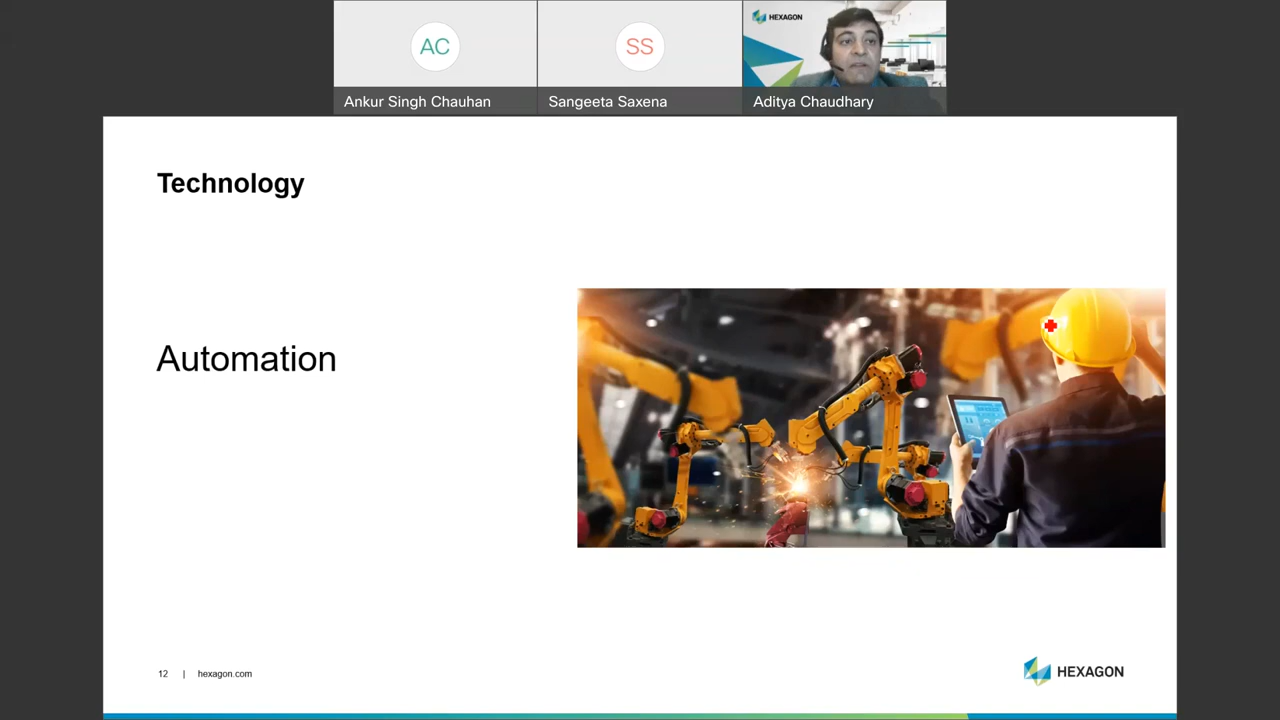 HEXAGON
AC
SS
Ankur Singh Chauhan
Sangeeta Saxena
Aditya Chaudhary
Technology
Automation
12 | hexagon.com
HEXAGON